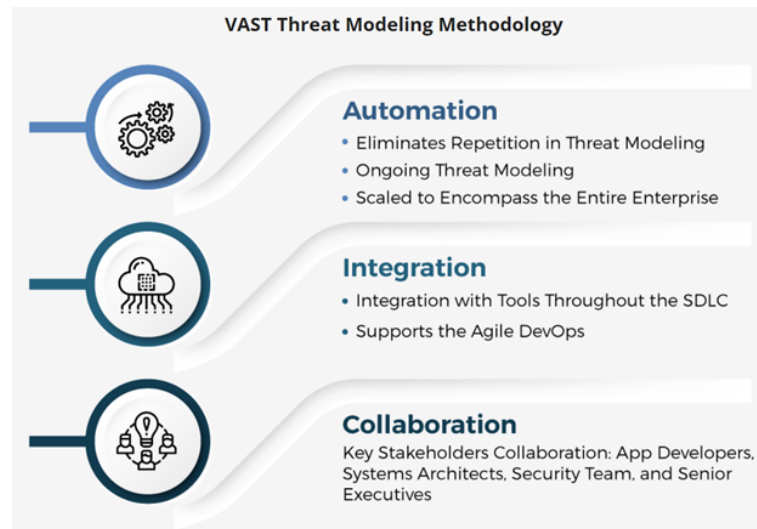 VAST Threat Modeling Methodology
Automation
• Eliminates Repetition in Threat Modeling
• Ongoing Threat Modeling
• Scaled to Encompass the Entire Enterprise
Integration
• Integration with Tools Throughout the SDLC
• Supports the Agile DevOps
Collaboration
Key Stakeholders Collaboration: App Developers,
Systems Architects, Security Team, and Senior
Executives